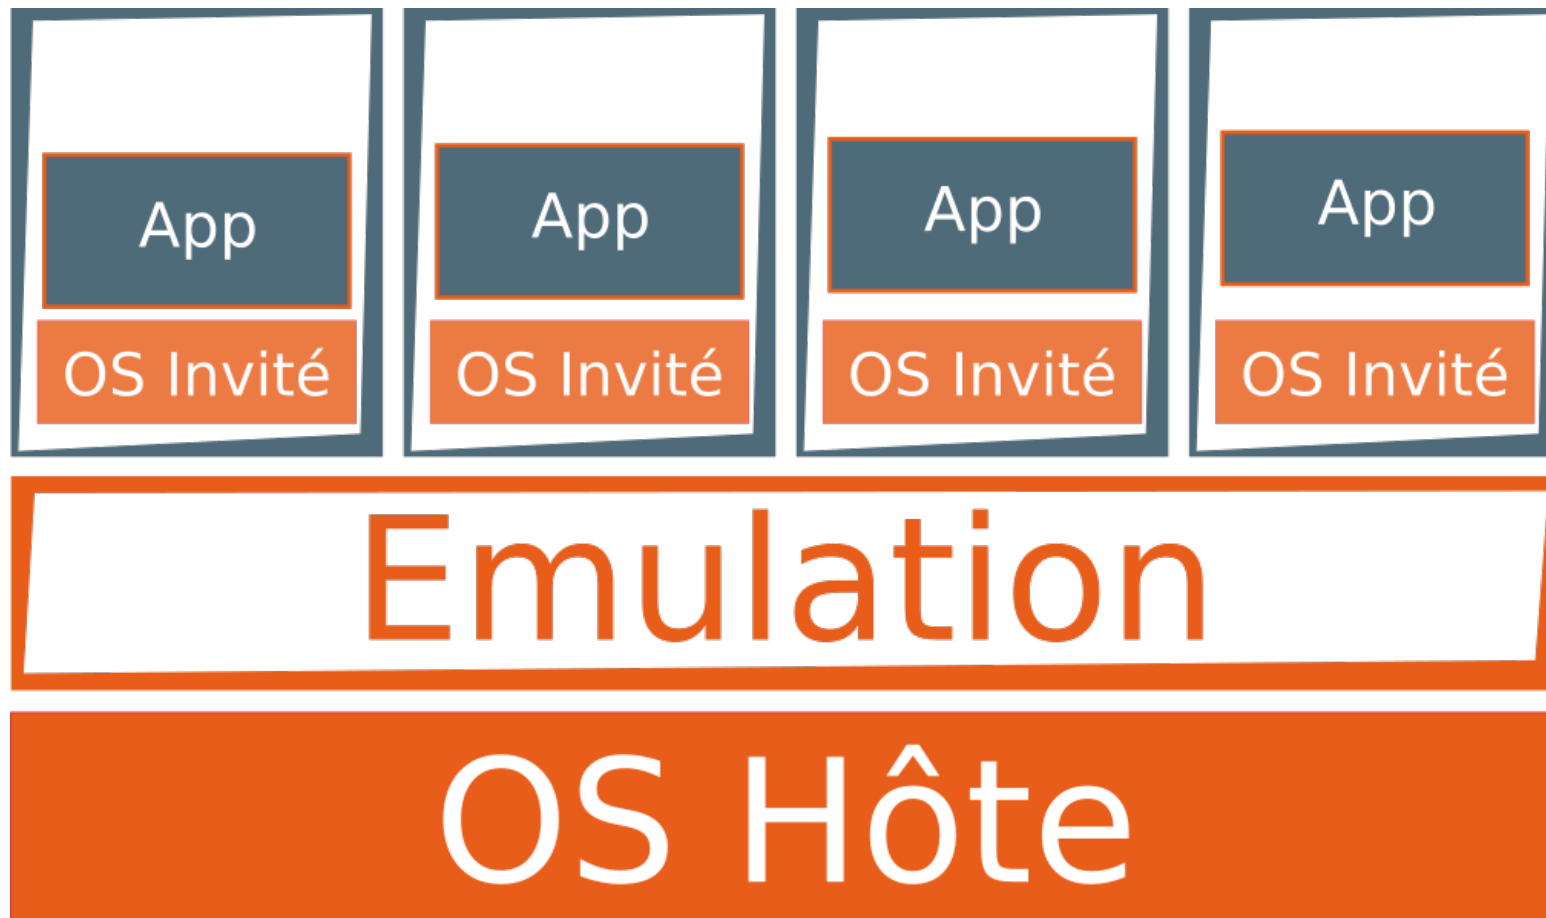 App App App App
OS Invité OS Invité OS Invité OS Invité
Emulation
OS Hôte